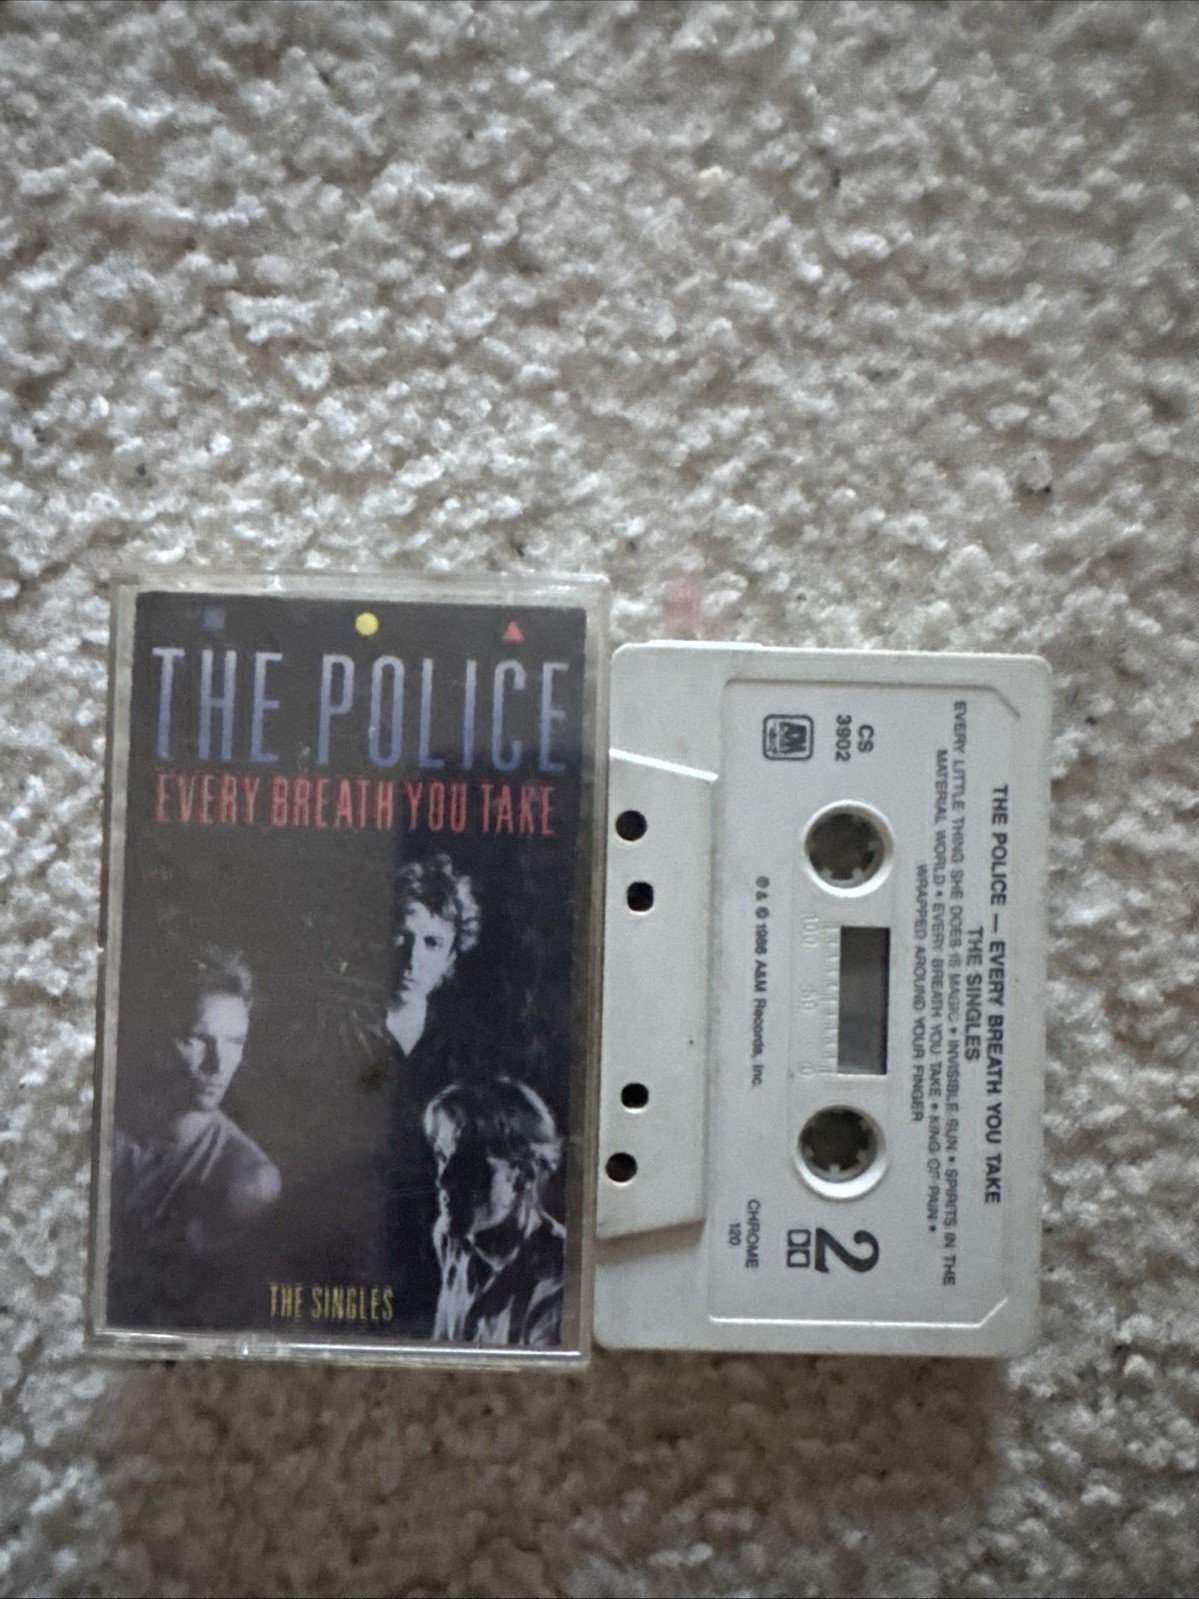 THE POLICE
EVERY BREATH YOU TAKE
THE SINGLES
THE POLICE — EVERY BREATH YOU TAKE
THE SINGLES
EVERY LITTLE THING SHE DOES IS MAGIC • INVISIBLE SUN • SPIRITS IN THE
MATERIAL WORLD • EVERY BREATH YOU TAKE • KING OF PAIN •
WRAPPED AROUND YOUR FINGER
CS
3902
A&M
2
100 50 0
℗ & © 1986 A&M Records, Inc.
CHROME
120